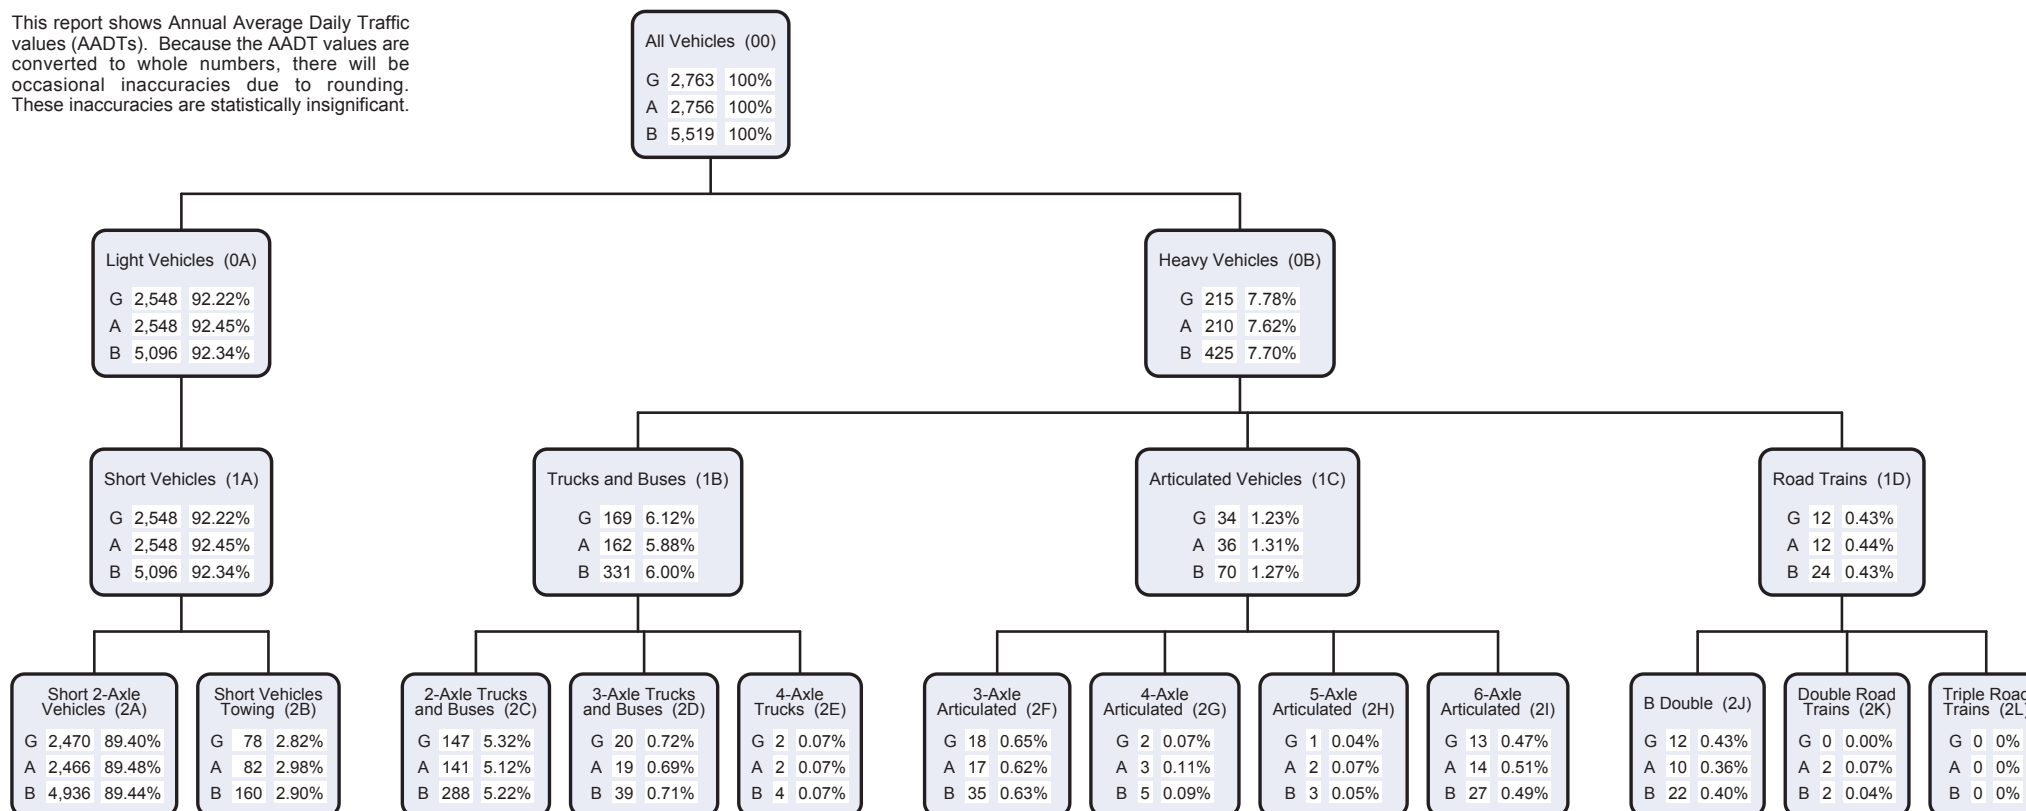 This report shows Annual Average Daily Traffic
values (AADTs). Because the AADT values are
converted to whole numbers, there will be
occasional inaccuracies due to rounding.
These inaccuracies are statistically insignificant.
All Vehicles (00)
G 2,763 100%
A 2,756 100%
B 5,519 100%
Light Vehicles (0A)
G 2,548 92.22%
A 2,548 92.45%
B 5,096 92.34%
Heavy Vehicles (0B)
G 215 7.78%
A 210 7.62%
B 425 7.70%
Short Vehicles (1A)
G 2,548 92.22%
A 2,548 92.45%
B 5,096 92.34%
Trucks and Buses (1B)
G 169 6.12%
A 162 5.88%
B 331 6.00%
Articulated Vehicles (1C)
G 34 1.23%
A 36 1.31%
B 70 1.27%
Road Trains (1D)
G 12 0.43%
A 12 0.44%
B 24 0.43%
Short 2-Axle
Vehicles (2A)
G 2,470 89.40%
A 2,466 89.48%
B 4,936 89.44%
Short Vehicles
Towing (2B)
G 78 2.82%
A 82 2.98%
B 160 2.90%
2-Axle Trucks
and Buses (2C)
G 147 5.32%
A 141 5.12%
B 288 5.22%
3-Axle Trucks
and Buses (2D)
G 20 0.72%
A 19 0.69%
B 39 0.71%
4-Axle
Trucks (2E)
G 2 0.07%
A 2 0.07%
B 4 0.07%
3-Axle
Articulated (2F)
G 18 0.65%
A 17 0.62%
B 35 0.63%
4-Axle
Articulated (2G)
G 2 0.07%
A 3 0.11%
B 5 0.09%
5-Axle
Articulated (2H)
G 1 0.04%
A 2 0.07%
B 3 0.05%
6-Axle
Articulated (2I)
G 13 0.47%
A 14 0.51%
B 27 0.49%
B Double (2J)
G 12 0.43%
A 10 0.36%
B 22 0.40%
Double Road
Trains (2K)
G 0 0.00%
A 2 0.07%
B 2 0.04%
Triple Road
Trains (2L)
G 0 0%
A 0 0%
B 0 0%